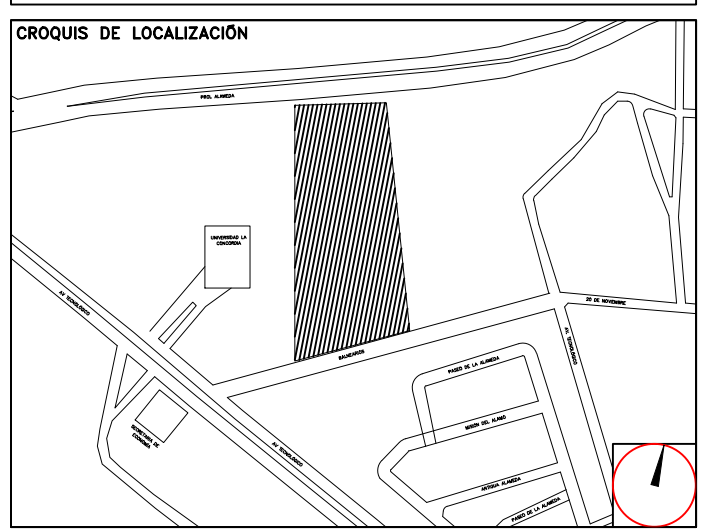 CROQUIS DE LOCALIZACIÓN
PROL. ALAMEDA
UNIVERSIDAD LA
CONCORDIA
AV. TECNOLOGICO
20 DE NOVIEMBRE
AV. TECNOLOGICO
BALNEARIOS
PASEO DE LA ALAMEDA
MISION DEL ALAMO
SECRETARIA DE
ECONOMIA
AV. TECNOLOGICO
ANTIGUA ALAMEDA
PASEO DE LA ALAMEDA